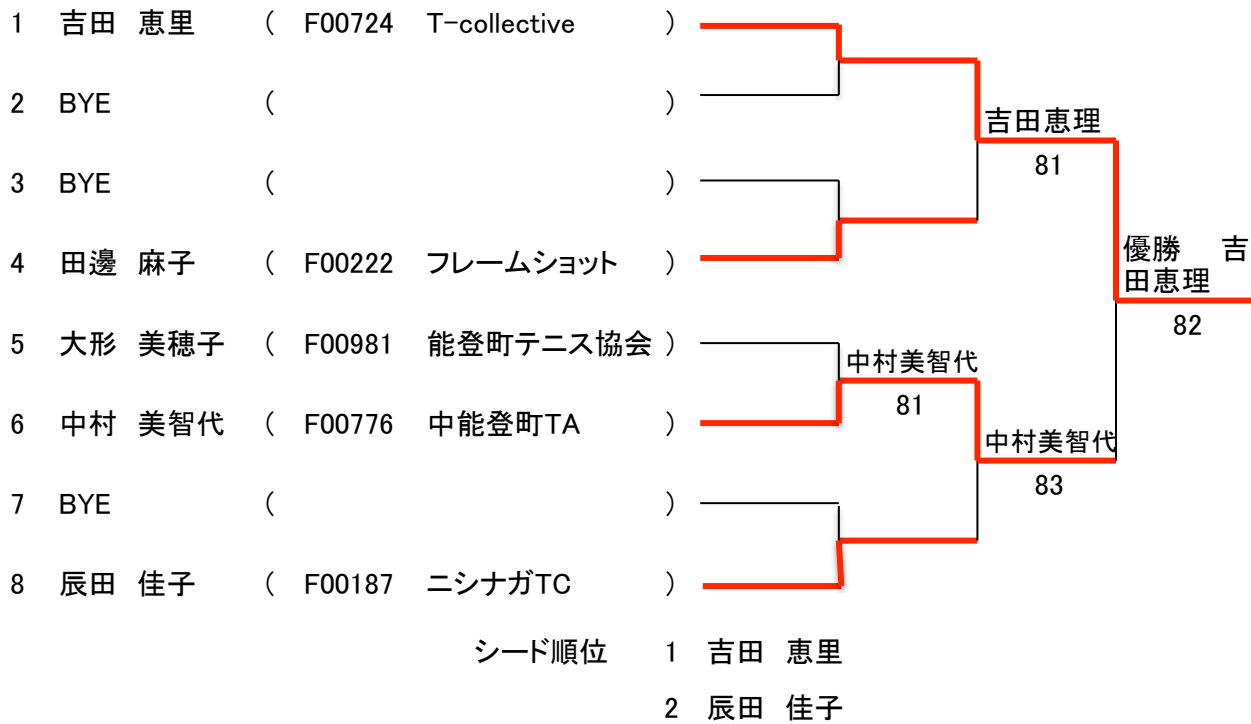 1 吉田 恵里 ( F00724 T-collective )
2 BYE ( )
吉田恵理
81
3 BYE ( )
4 田邊 麻子 ( F00222 フレームショット )
優勝 吉
田恵理
82
5 大形 美穂子 ( F00981 能登町テニス協会 )
中村美智代
81
6 中村 美智代 ( F00776 中能登町TA )
中村美智代
83
7 BYE ( )
8 辰田 佳子 ( F00187 ニシナガTC )
シード順位 1 吉田 恵里
2 辰田 佳子